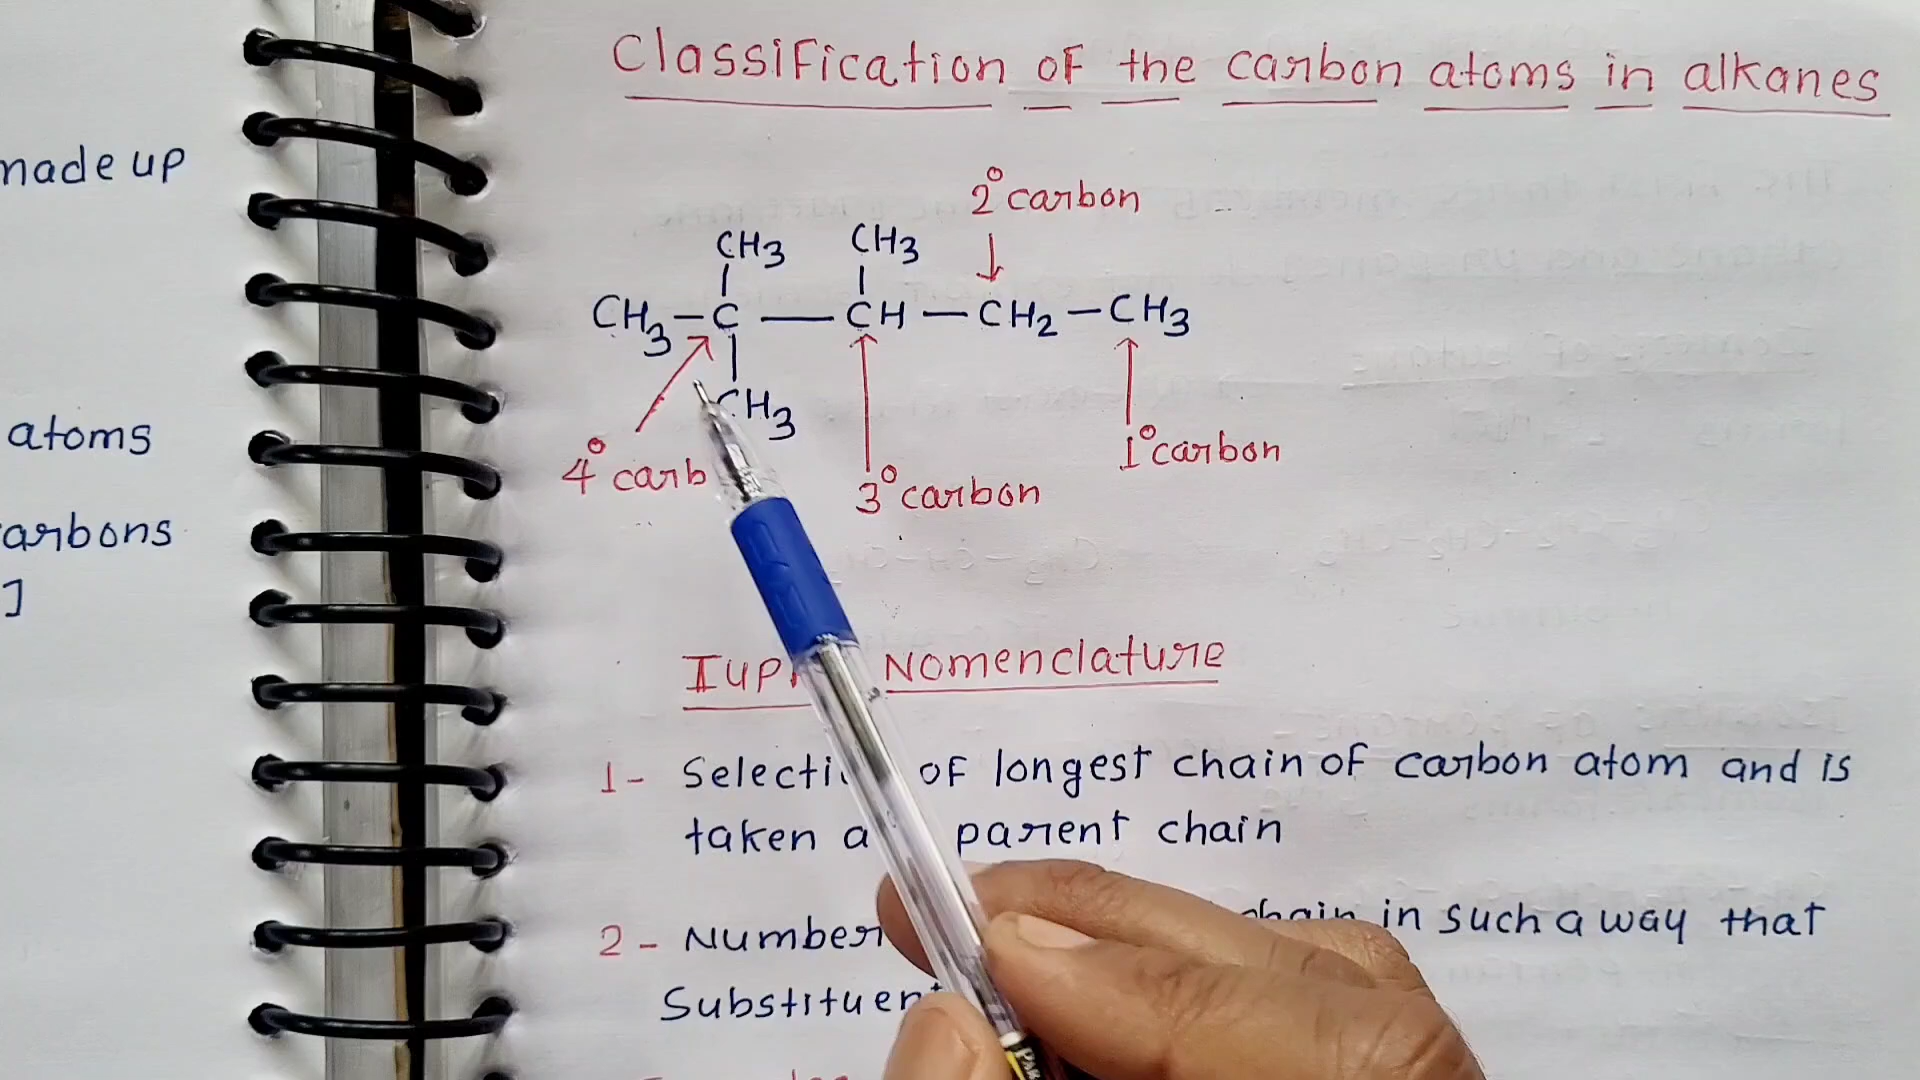 Classification of the carbon atoms in alkanes
made up
2° carbon
CH3 CH3
CH3-C-CH-CH2-CH3
CH3
atoms
4° carb
3° carbon
1° carbon
arbons
]
Nomenclature
1- Selecti of longest chain of carbon atom and is
taken a parent chain
2- Number chain in such a way that
Substituent